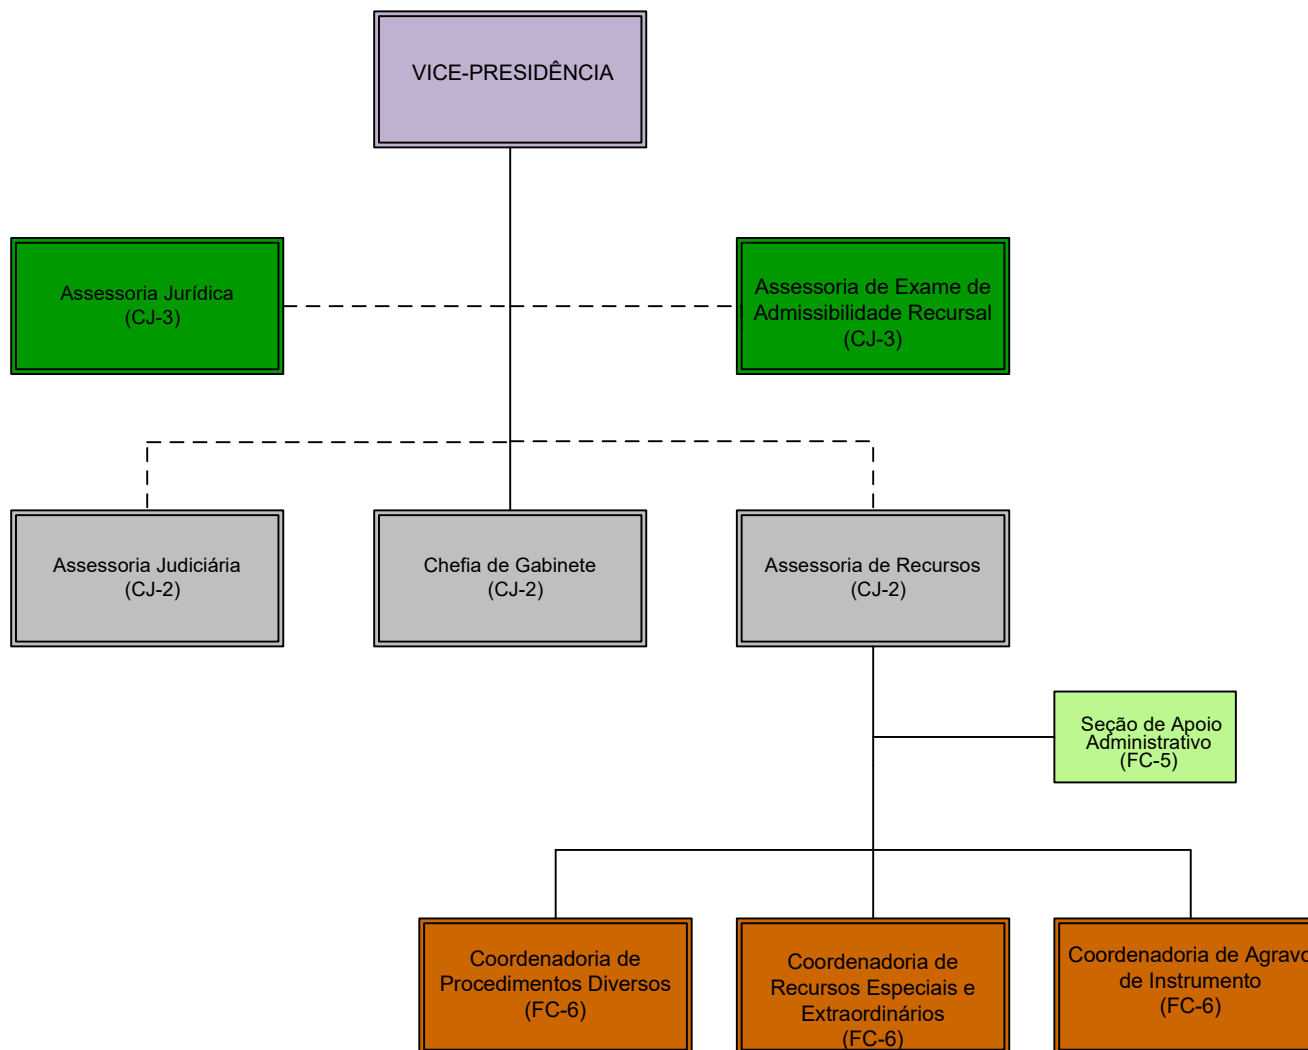 VICE-PRESIDÊNCIA
Assessoria Jurídica
(CJ-3)
Assessoria de Exame de
Admissibilidade Recursal
(CJ-3)
Assessoria Judiciária
(CJ-2)
Chefia de Gabinete
(CJ-2)
Assessoria de Recursos
(CJ-2)
Seção de Apoio
Administrativo
(FC-5)
Coordenadoria de
Procedimentos Diversos
(FC-6)
Coordenadoria de
Recursos Especiais e
Extraordinários
(FC-6)
Coordenadoria de Agravo
de Instrumento
(FC-6)